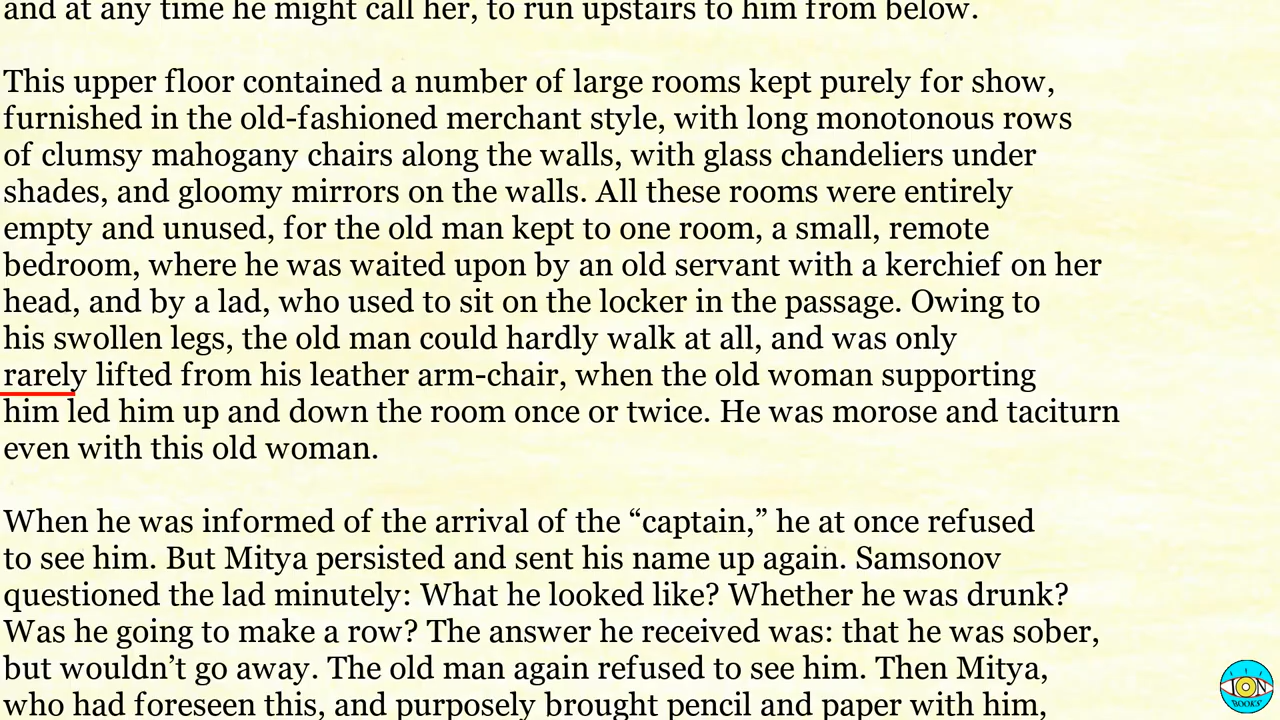 and at any time he might call her, to run upstairs to him from below.
This upper floor contained a number of large rooms kept purely for show,
furnished in the old-fashioned merchant style, with long monotonous rows
of clumsy mahogany chairs along the walls, with glass chandeliers under
shades, and gloomy mirrors on the walls. All these rooms were entirely
empty and unused, for the old man kept to one room, a small, remote
bedroom, where he was waited upon by an old servant with a kerchief on her
head, and by a lad, who used to sit on the locker in the passage. Owing to
his swollen legs, the old man could hardly walk at all, and was only
rarely lifted from his leather arm-chair, when the old woman supporting
him led him up and down the room once or twice. He was morose and taciturn
even with this old woman.
When he was informed of the arrival of the “captain,” he at once refused
to see him. But Mitya persisted and sent his name up again. Samsonov
questioned the lad minutely: What he looked like? Whether he was drunk?
Was he going to make a row? The answer he received was: that he was sober,
but wouldn’t go away. The old man again refused to see him. Then Mitya,
who had foreseen this, and purposely brought pencil and paper with him,
ION
BOOKS